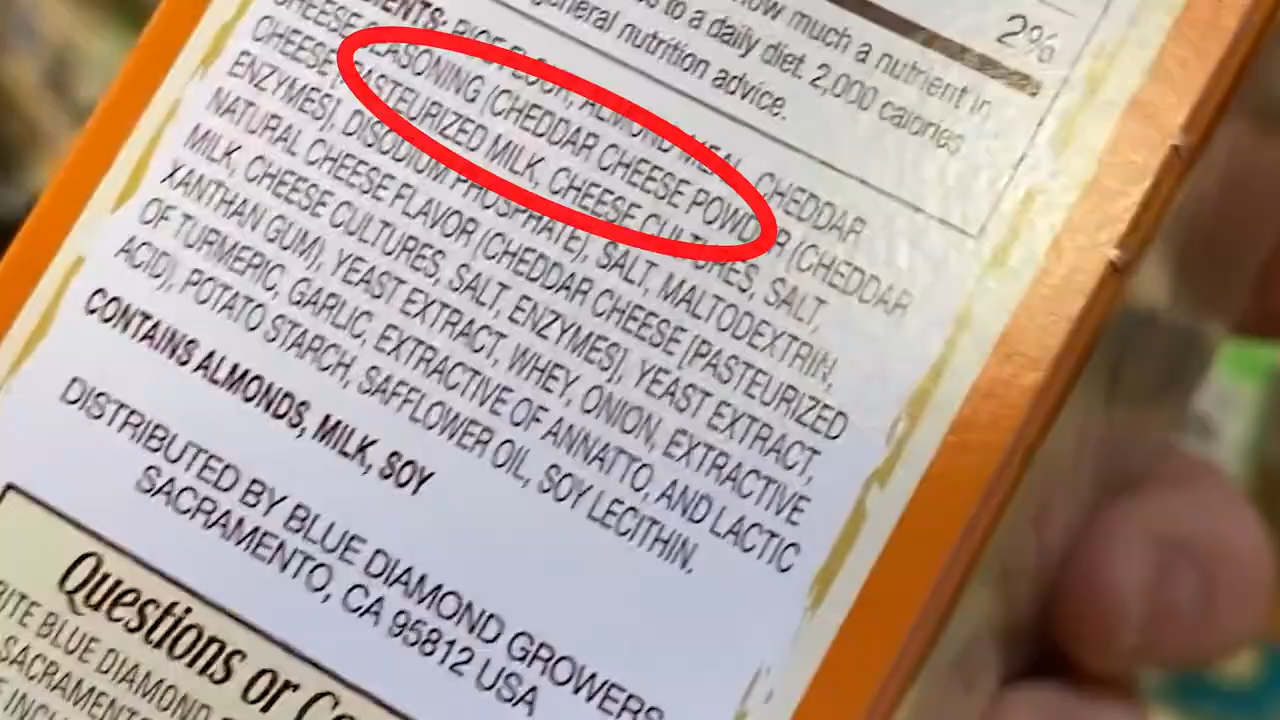 how much a nutrient in
to a daily diet. 2,000 calories
general nutrition advice.
2%
RICE FLOUR, ALMOND MEAL, CHEDDAR
CHEESE SEASONING (CHEDDAR CHEESE POWDER (CHEDDAR
CHEESE [PASTEURIZED MILK, CHEESE CULTURES, SALT,
ENZYMES], DISODIUM PHOSPHATE), SALT, MALTODEXTRIN,
NATURAL CHEESE FLAVOR (CHEDDAR CHEESE [PASTEURIZED
MILK, CHEESE CULTURES, SALT, ENZYMES], YEAST EXTRACT,
XANTHAN GUM), YEAST EXTRACT, WHEY, ONION, EXTRACTIVE
OF TURMERIC, GARLIC, EXTRACTIVE OF ANNATTO, AND LACTIC
ACID), POTATO STARCH, SAFFLOWER OIL, SOY LECITHIN.
CONTAINS ALMONDS, MILK, SOY
DISTRIBUTED BY BLUE DIAMOND GROWERS
SACRAMENTO, CA 95812 USA
Questions or
BLUE DIAMOND
SACRAMENTO